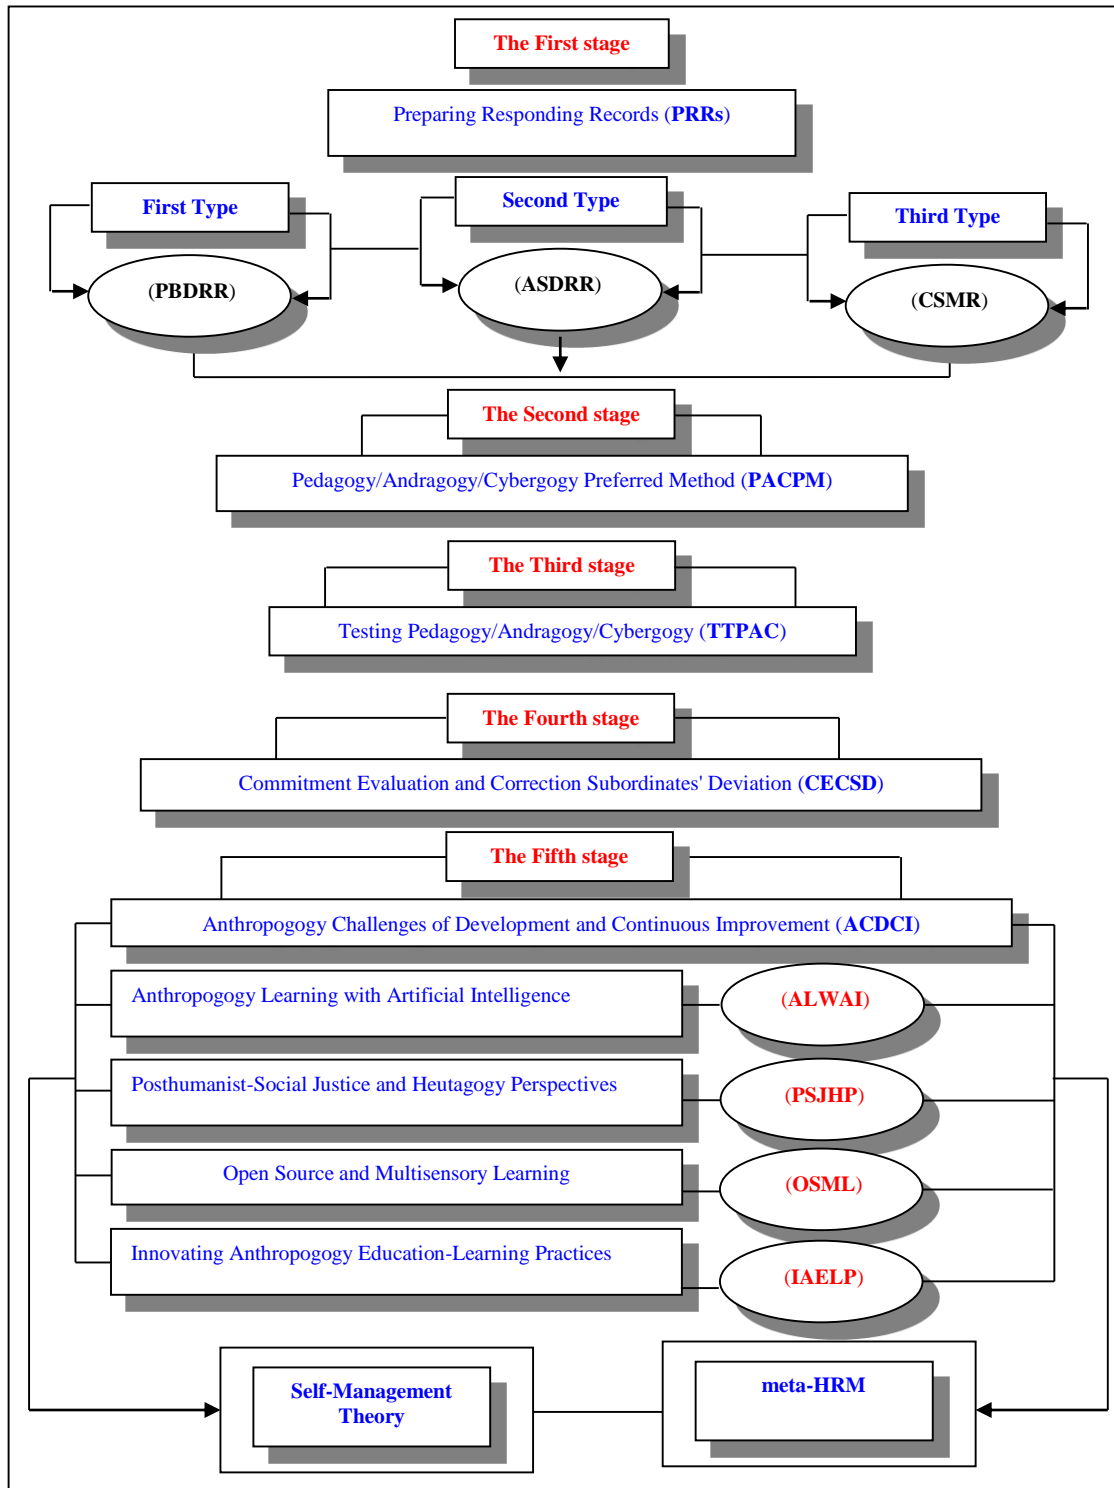 The First stage
Preparing Responding Records (PRRs)
First Type
Second Type
Third Type
(PBDRR)
(ASDRR)
(CSMR)
The Second stage
Pedagogy/Andragogy/Cybergogy Preferred Method (PACPM)
The Third stage
Testing Pedagogy/Andragogy/Cybergogy (TTPAC)
The Fourth stage
Commitment Evaluation and Correction Subordinates' Deviation (CECSD)
The Fifth stage
Anthropogogy Challenges of Development and Continuous Improvement (ACDCI)
Anthropogogy Learning with Artificial Intelligence
(ALWAI)
Posthumanist-Social Justice and Heutagogy Perspectives
(PSJHP)
Open Source and Multisensory Learning
(OSML)
Innovating Anthropogogy Education-Learning Practices
(IAELP)
Self-Management
Theory
meta-HRM